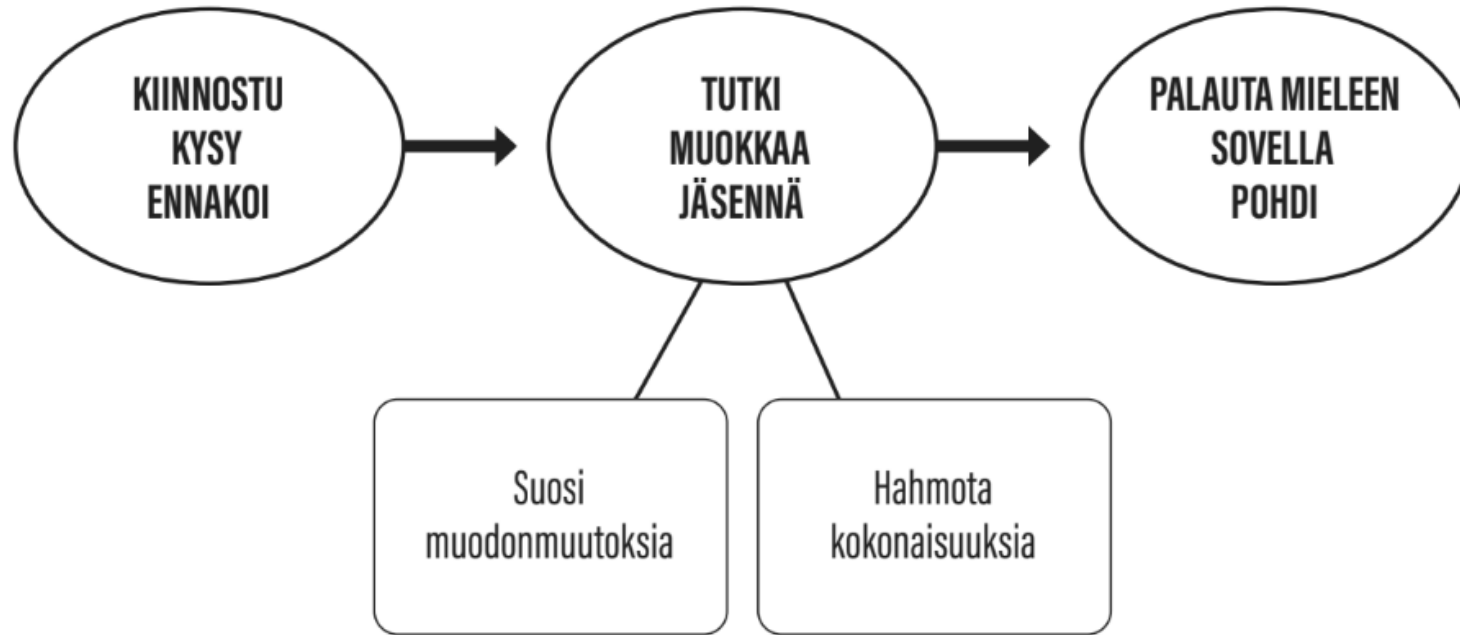 KIINNOSTU
KYSY
ENNAKOI
TUTKI
MUOKKAA
JÄSENNÄ
PALAUTA MIELEEN
SOVELLA
POHDI
Suosi
muodonmuutoksia
Hahmota
kokonaisuuksia